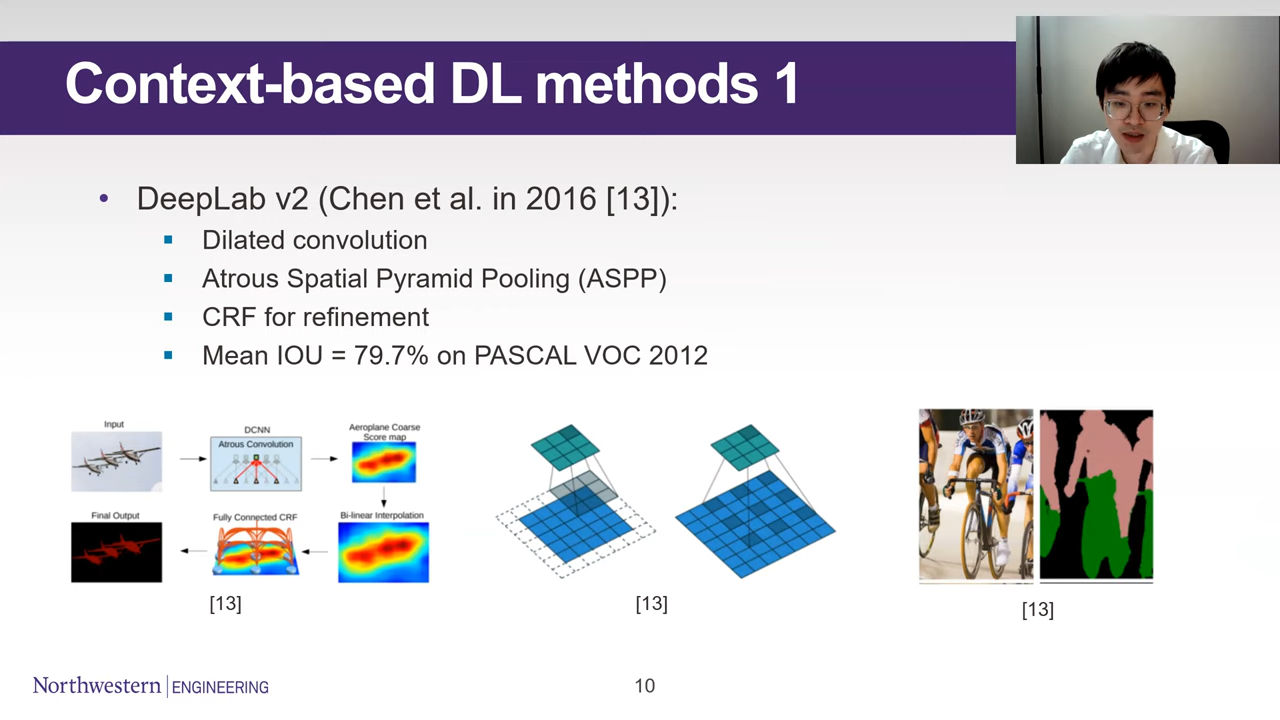 Context-based DL methods 1
• DeepLab v2 (Chen et al. in 2016 [13]):
▪ Dilated convolution
▪ Atrous Spatial Pyramid Pooling (ASPP)
▪ CRF for refinement
▪ Mean IOU = 79.7% on PASCAL VOC 2012
Input
DCNN
Atrous Convolution
Aeroplane Coarse
Score map
Final Output
Fully Connected CRF
Bi-linear Interpolation
[13]
[13]
[13]
Northwestern | ENGINEERING
10